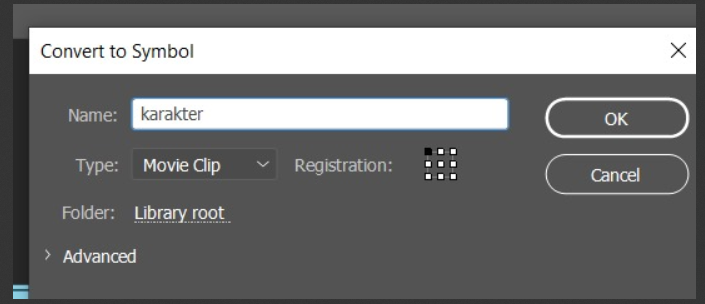 Convert to Symbol
Name: karakter
OK
Type: Movie Clip Registration:
Cancel
Folder: Library root
Advanced